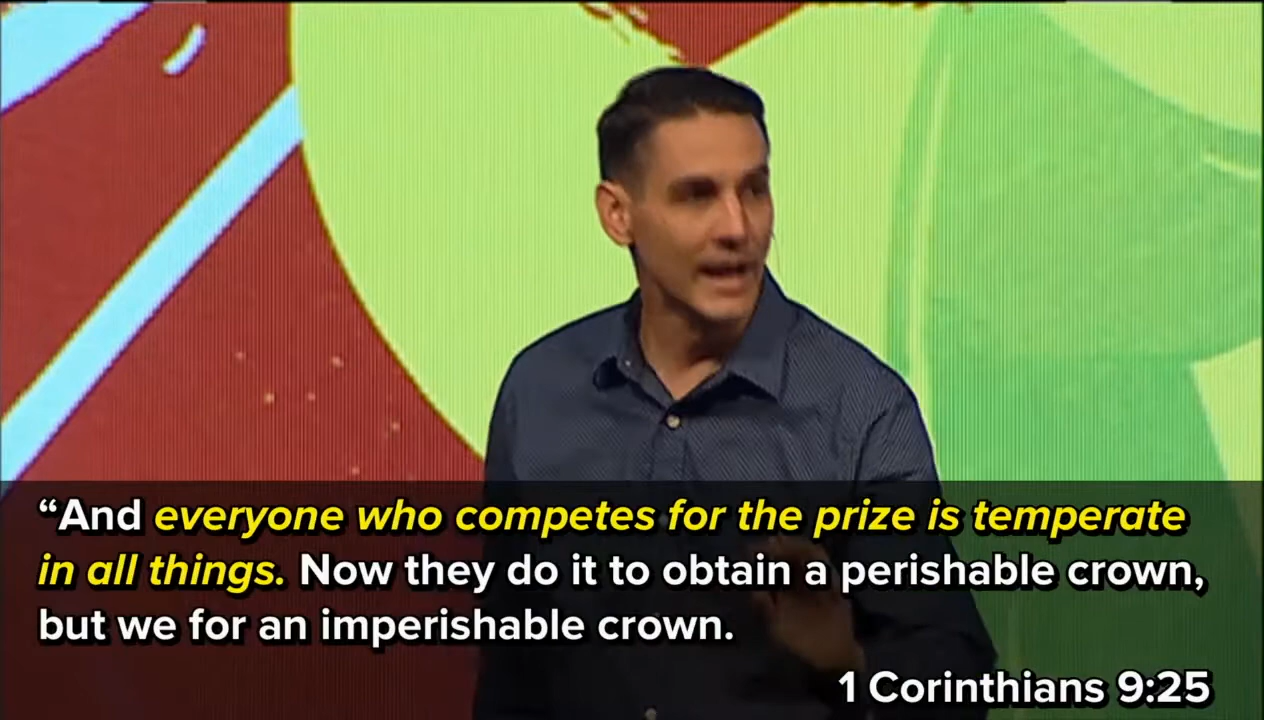 “And everyone who competes for the prize is temperate
in all things. Now they do it to obtain a perishable crown,
but we for an imperishable crown.
1 Corinthians 9:25